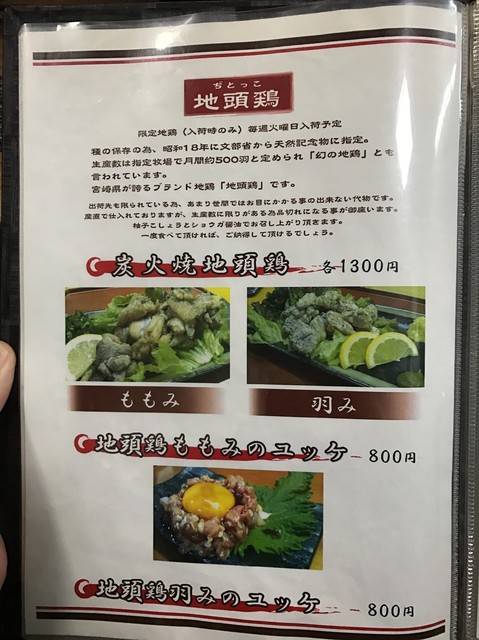 ぢとっこ
地頭鶏
限定地鶏（入荷時のみ）毎週火曜日入荷予定
種の保存の為、昭和18年に文部省から天然記念物に指定。
生産数は指定牧場で月間約500羽と定められ「幻の地鶏」とも
言われています。
宮崎県が誇るブランド地鶏「地頭鶏」です。
出荷先も限られている為、あまり世間ではお目にかかる事の出来ない代物です。
産直で仕入れておりますが、生産数に限りがある為品切れになる事が御座います。
柚子こしょうとショウガ醤油でお召し上がり頂きます。
一度食べて頂ければ、ご納得して頂けるでしょう。
炭火焼地頭鶏 各1300円
ももみ
羽み
地頭鶏ももみのユッケ 800円
地頭鶏羽みのユッケ 800円